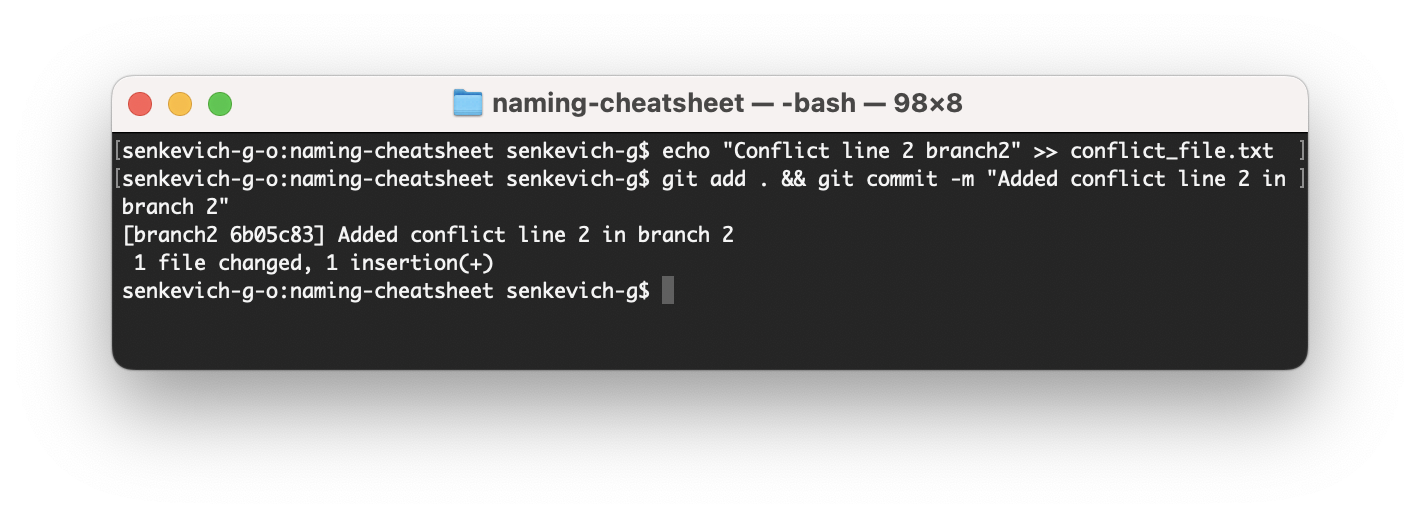 naming-cheatsheet — -bash — 98×8
[senkevich-g-o:naming-cheatsheet senkevich-g$ echo "Conflict line 2 branch2" >> conflict_file.txt ]
[senkevich-g-o:naming-cheatsheet senkevich-g$ git add . && git commit -m "Added conflict line 2 in ]
branch 2"
[branch2 6b05c83] Added conflict line 2 in branch 2
 1 file changed, 1 insertion(+)
senkevich-g-o:naming-cheatsheet senkevich-g$